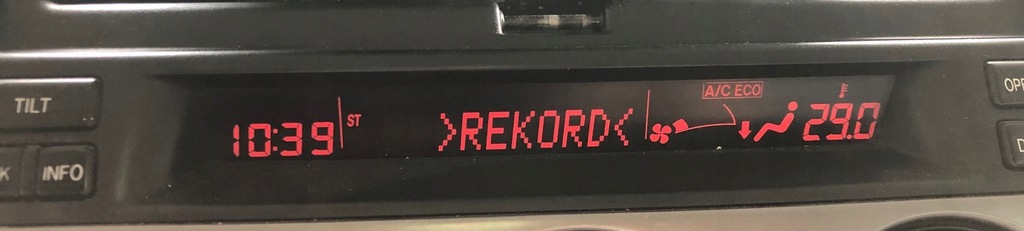 TILT
A/C ECO
10:39 ST >REKORD< 29.0
K INFO